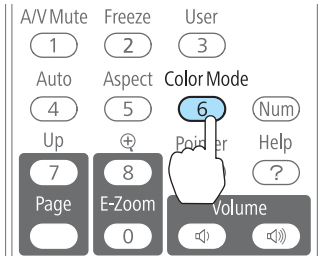 A/V Mute Freeze User
1 2 3
Auto Aspect Color Mode
4 5 6 Num
Up Help
7 8 ?
Page E-Zoom Volume
0